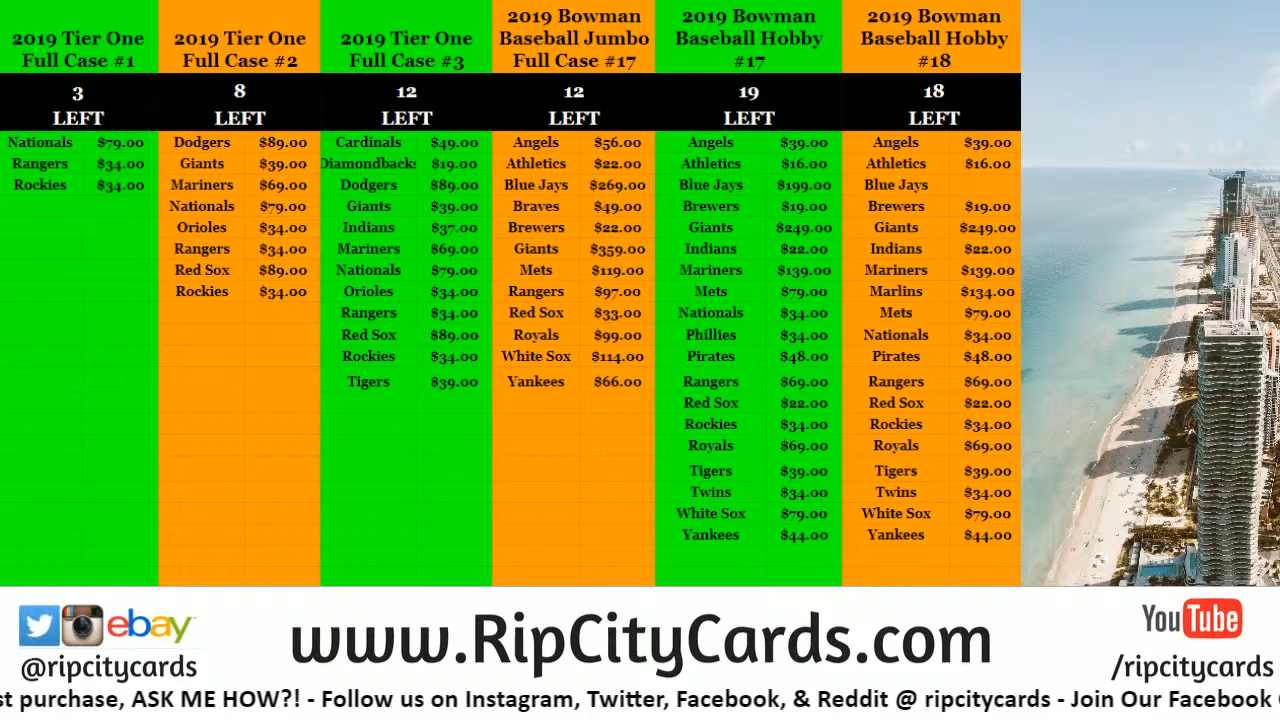 2019 Tier One
Full Case #1
3
LEFT
Nationals $79.00
Rangers $34.00
Rockies $34.00
2019 Tier One
Full Case #2
8
LEFT
Dodgers $89.00
Giants $39.00
Mariners $69.00
Nationals $79.00
Orioles $34.00
Rangers $34.00
Red Sox $89.00
Rockies $34.00
2019 Tier One
Full Case #3
12
LEFT
Cardinals $49.00
Diamondbacks $19.00
Dodgers $89.00
Giants $39.00
Indians $37.00
Mariners $69.00
Nationals $79.00
Orioles $34.00
Rangers $34.00
Red Sox $89.00
Rockies $34.00
Tigers $39.00
2019 Bowman
Baseball Jumbo
Full Case #17
12
LEFT
Angels $56.00
Athletics $22.00
Blue Jays $269.00
Braves $49.00
Brewers $22.00
Giants $359.00
Mets $119.00
Rangers $97.00
Red Sox $33.00
Royals $99.00
White Sox $114.00
Yankees $66.00
2019 Bowman
Baseball Hobby
#17
19
LEFT
Angels $39.00
Athletics $16.00
Blue Jays $199.00
Brewers $19.00
Giants $249.00
Indians $22.00
Mariners $139.00
Mets $79.00
Nationals $34.00
Phillies $34.00
Pirates $48.00
Rangers $69.00
Red Sox $22.00
Rockies $34.00
Royals $69.00
Tigers $39.00
Twins $34.00
White Sox $79.00
Yankees $44.00
2019 Bowman
Baseball Hobby
#18
18
LEFT
Angels $39.00
Athletics $16.00
Blue Jays
Brewers $19.00
Giants $249.00
Indians $22.00
Mariners $139.00
Marlins $134.00
Mets $79.00
Nationals $34.00
Pirates $48.00
Rangers $69.00
Red Sox $22.00
Rockies $34.00
Royals $69.00
Tigers $39.00
Twins $34.00
White Sox $79.00
Yankees $44.00
ebay
@ripcitycards
www.RipCityCards.com
YouTube
/ripcitycards
st purchase, ASK ME HOW?! - Follow us on Instagram, Twitter, Facebook, & Reddit @ ripcitycards - Join Our Facebook